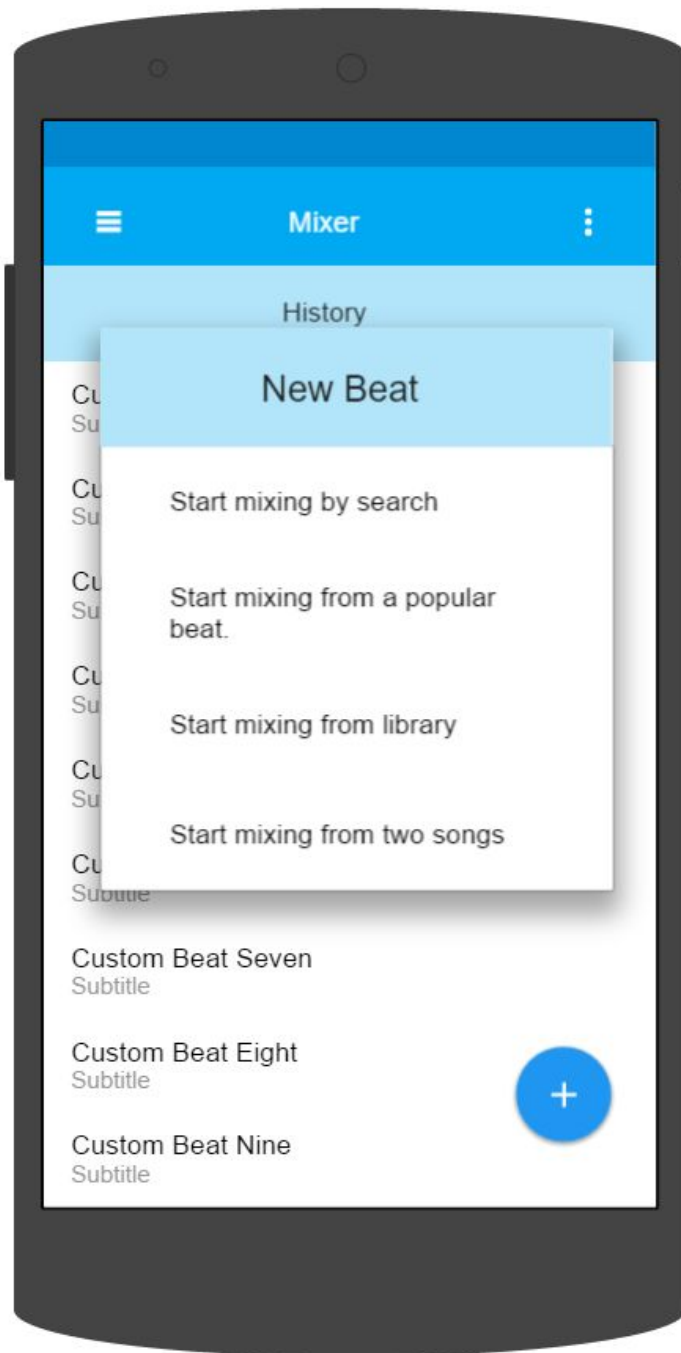 Mixer
History
New Beat
Start mixing by search
Start mixing from a popular
beat.
Start mixing from library
Start mixing from two songs
Subtitle
Custom Beat Seven
Subtitle
Custom Beat Eight
Subtitle
Custom Beat Nine
Subtitle